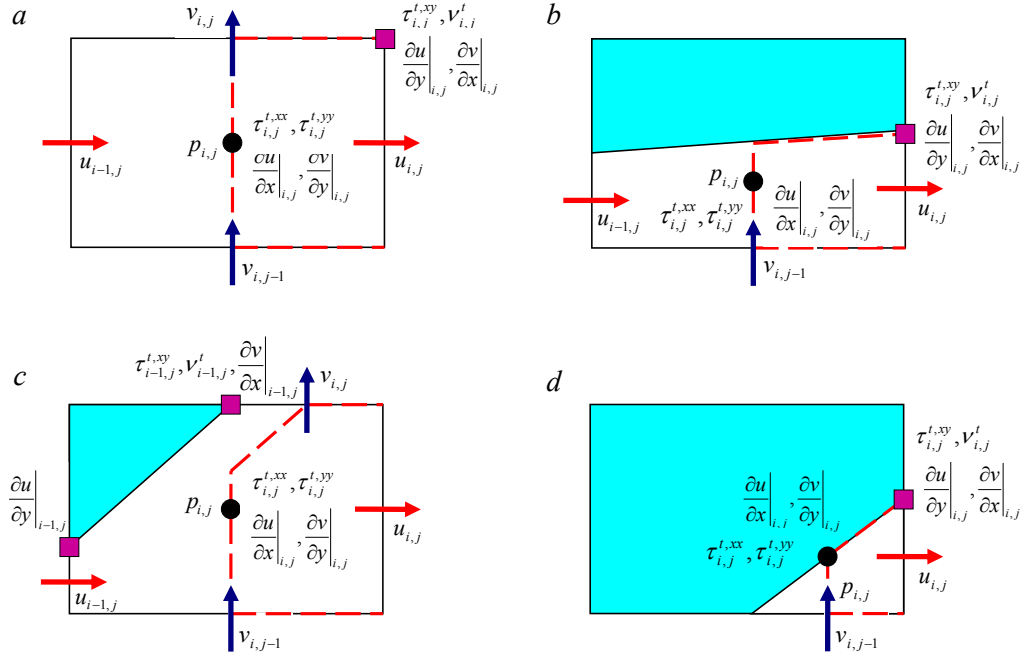 a
v_{i,j}
τ^{t,xy}_{i,j}, ν^t_{i,j}
∂u/∂y|_{i,j}, ∂v/∂x|_{i,j}
τ^{t,xx}_{i,j}, τ^{t,yy}_{i,j}
p_{i,j}
∂u/∂x|_{i,j}, ∂v/∂y|_{i,j}
u_{i-1,j}
u_{i,j}
v_{i,j-1}
b
τ^{t,xy}_{i,j}, ν^t_{i,j}
∂u/∂y|_{i,j}, ∂v/∂x|_{i,j}
p_{i,j}
u_{i-1,j}
τ^{t,xx}_{i,j}, τ^{t,yy}_{i,j}
∂u/∂x|_{i,j}, ∂v/∂y|_{i,j}
u_{i,j}
v_{i,j-1}
c
τ^{t,xy}_{i-1,j}, ν^t_{i-1,j}, ∂v/∂x|_{i-1,j}
v_{i,j}
∂u/∂y|_{i-1,j}
τ^{t,xx}_{i,j}, τ^{t,yy}_{i,j}
p_{i,j}
∂u/∂x|_{i,j}, ∂v/∂y|_{i,j}
u_{i,j}
u_{i-1,j}
v_{i,j-1}
d
τ^{t,xy}_{i,j}, ν^t_{i,j}
∂u/∂y|_{i,j}, ∂v/∂x|_{i,j}
∂u/∂x|_{i,j}, ∂v/∂y|_{i,j}
τ^{t,xx}_{i,j}, τ^{t,yy}_{i,j}
p_{i,j}
u_{i,j}
v_{i,j-1}